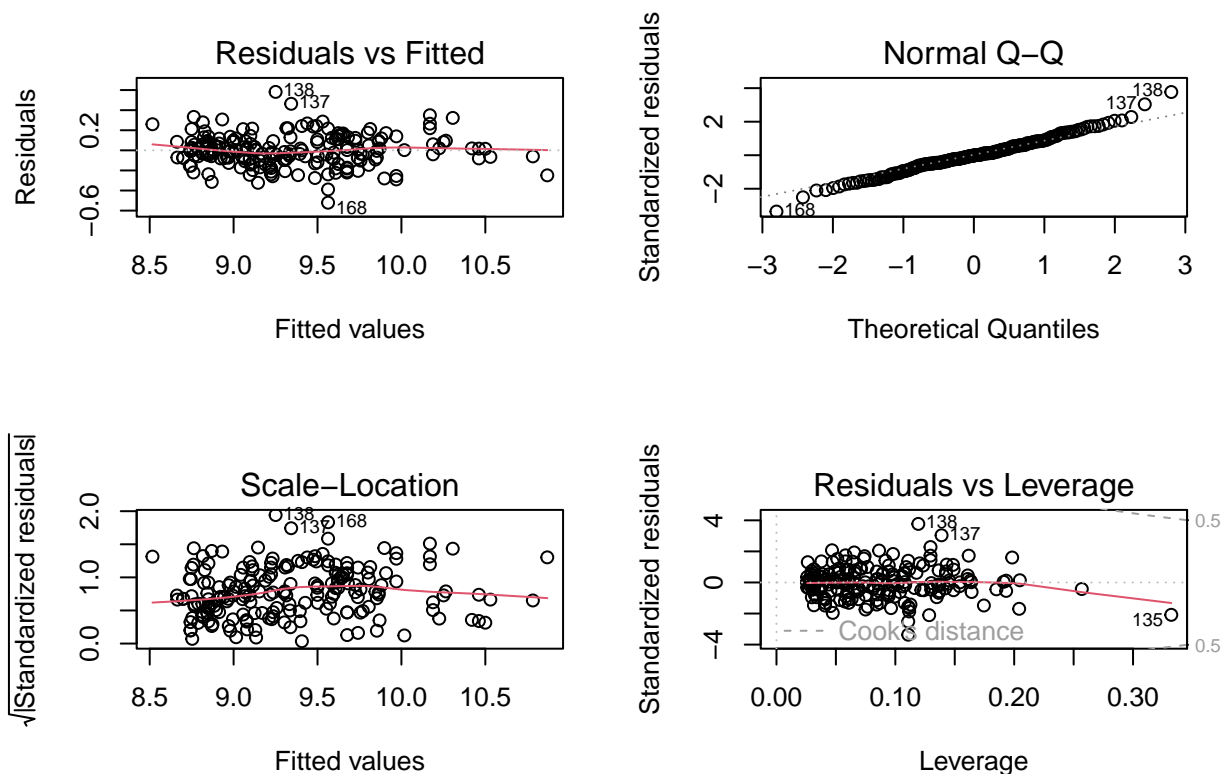 Residuals vs Fitted
Residuals
0.2
−0.6
138
137
168
8.5 9.0 9.5 10.0 10.5
Fitted values
Normal Q−Q
Standardized residuals
2
−2
138
137
168
−3 −2 −1 0 1 2 3
Theoretical Quantiles
Scale−Location
√|Standardized residuals|
2.0
1.0
0.0
138
137
168
8.5 9.0 9.5 10.0 10.5
Fitted values
Residuals vs Leverage
Standardized residuals
4
0
−4
138
137
135
0.5
0.5
Cook's distance
0.00 0.10 0.20 0.30
Leverage